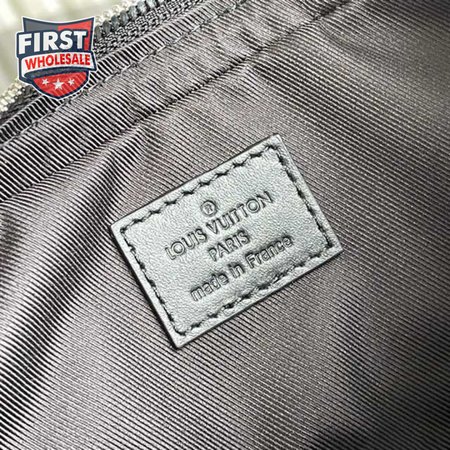 FIRST
WHOLESALE
®
LOUIS VUITTON
PARIS
made in France